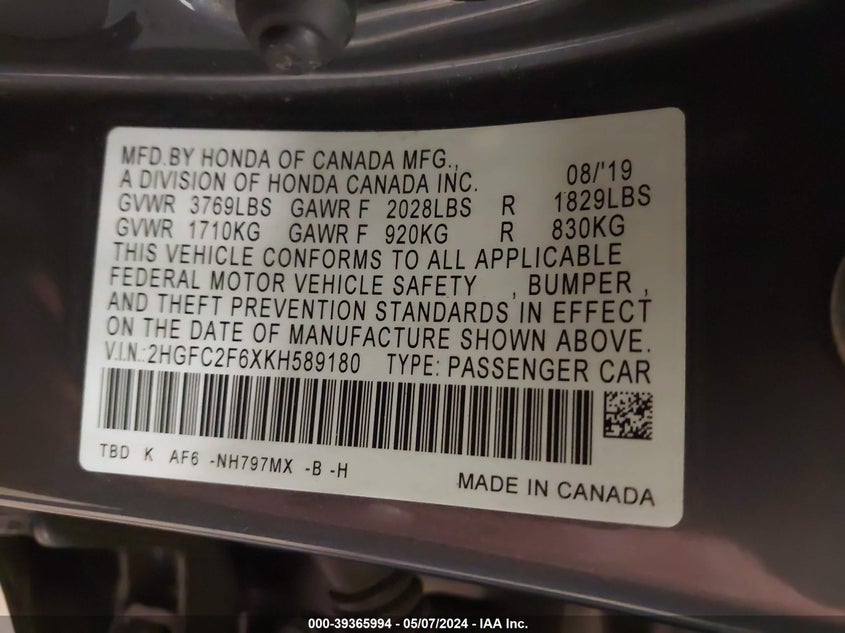 MFD.BY HONDA OF CANADA MFG., 08/'19
A DIVISION OF HONDA CANADA INC.
GVWR 3769LBS GAWR F 2028LBS R 1829LBS
GVWR 1710KG GAWR F 920KG R 830KG
THIS VEHICLE CONFORMS TO ALL APPLICABLE
FEDERAL MOTOR VEHICLE SAFETY , BUMPER ,
AND THEFT PREVENTION STANDARDS IN EFFECT
ON THE DATE OF MANUFACTURE SHOWN ABOVE.
V.I.N.:2HGFC2F6XKH589180 TYPE: PASSENGER CAR
TBD K AF6 -NH797MX -B -H
MADE IN CANADA
000-39365994 - 05/07/2024 - IAA Inc.